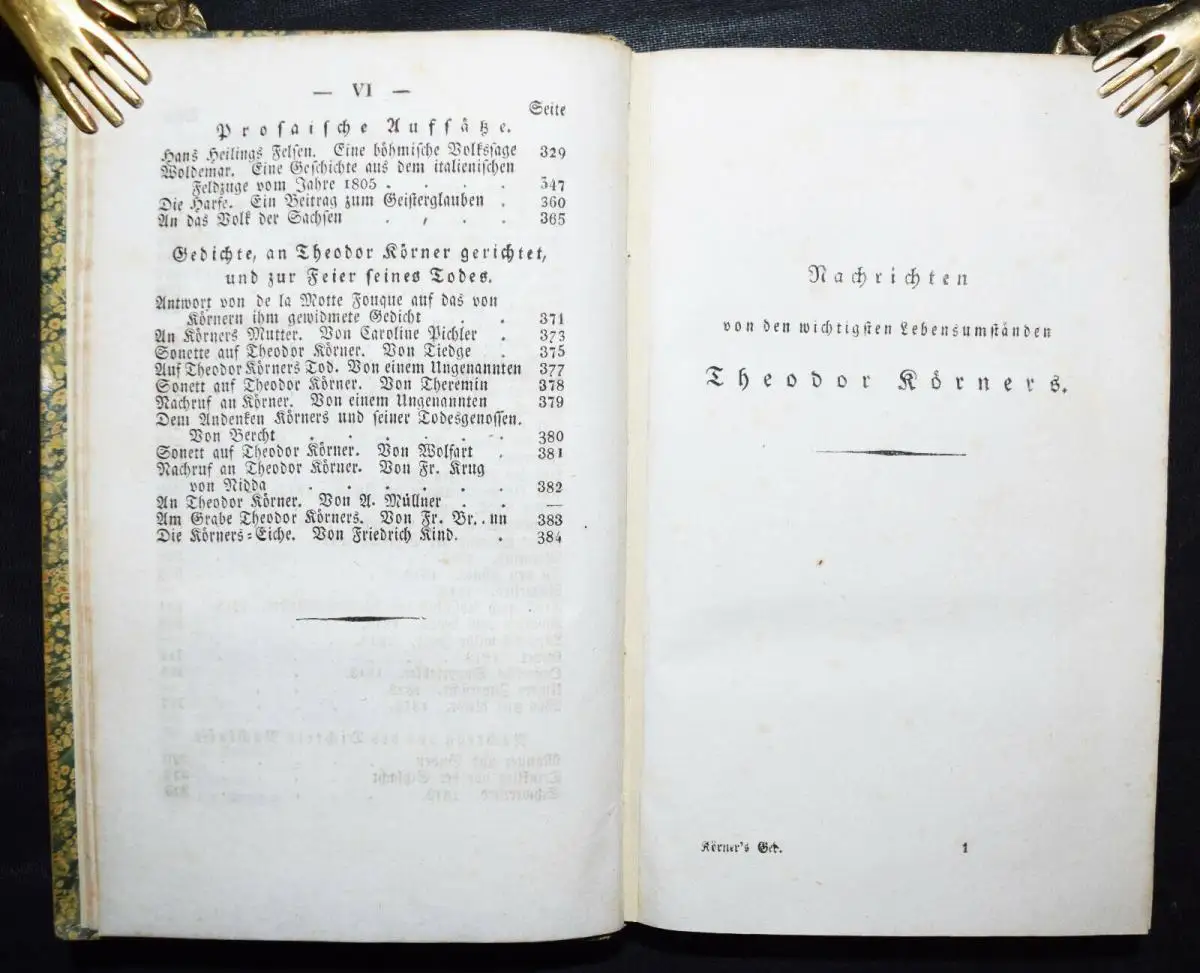 — VI —
Seite
Prosaische Aufsätze.
Hans Heilings Felsen. Eine böhmische Volkssage 329
Woldemar. Eine Geschichte aus dem italienischen
Feldzuge vom Jahre 1805 . . . . 347
Die Harfe. Ein Beitrag zum Geisterglauben . 360
An das Volk der Sachsen . , . . 365
Gedichte, an Theodor Körner gerichtet,
und zur Feier seines Todes.
Antwort von de la Motte Fouque auf das von
Körnern ihm gewidmete Gedicht . . 371
An Körners Mutter. Von Caroline Pichler . 373
Sonette auf Theodor Körner. Von Tiedge . 375
Auf Theodor Körners Tod. Von einem Ungenannten 377
Sonett auf Theodor Körner. Von Theremin 378
Nachruf an Körner. Von einem Ungenannten 379
Dem Andenken Körners und seiner Todesgenossen.
Von Bercht . . . . . . 380
Sonett auf Theodor Körner. Von Wolfart . 381
Nachruf an Theodor Körner. Von Fr. Krug
von Nidda . . . . . . 382
An Theodor Körner. Von A. Müllner . . —
Am Grabe Theodor Körners. Von Fr. Br..un 383
Die Körners=Eiche. Von Friedrich Kind. . 384
Nachrichten
von den wichtigsten Lebensumständen
Theodor Körners.
Körner's Ged. 1